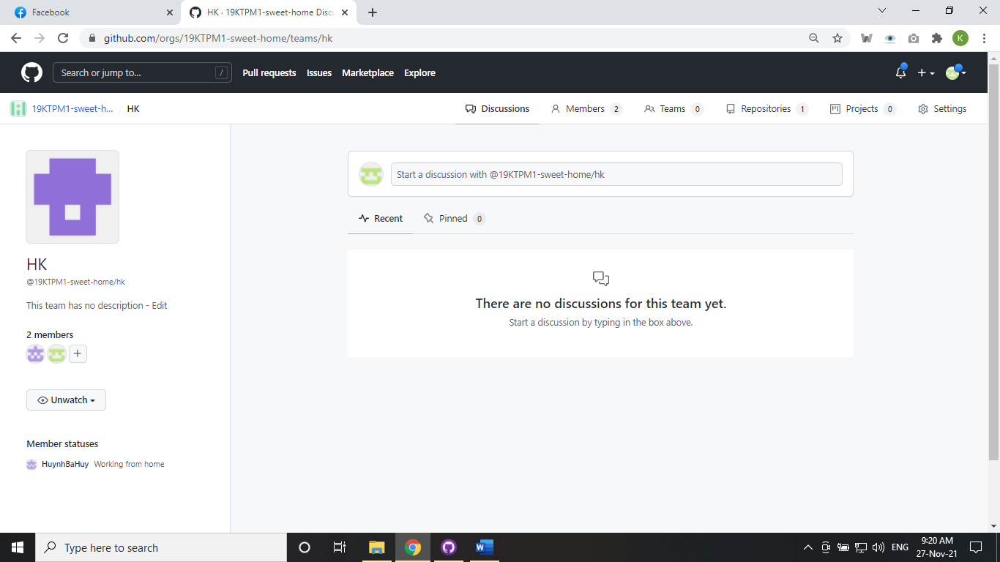 Facebook
HK · 19KTPM1-sweet-home Discu
github.com/orgs/19KTPM1-sweet-home/teams/hk
K
Search or jump to...
/
Pull requests
Issues
Marketplace
Explore
19KTPM1-sweet-h...
/
HK
Discussions
Members 2
Teams 0
Repositories 1
Projects 0
Settings
HK
@19KTPM1-sweet-home/hk
This team has no description - Edit
2 members
+
Unwatch
Member statuses
HuynhBaHuy Working from home
Start a discussion with @19KTPM1-sweet-home/hk
Recent
Pinned 0
There are no discussions for this team yet.
Start a discussion by typing in the box above.
Type here to search
ENG
9:20 AM
27-Nov-21